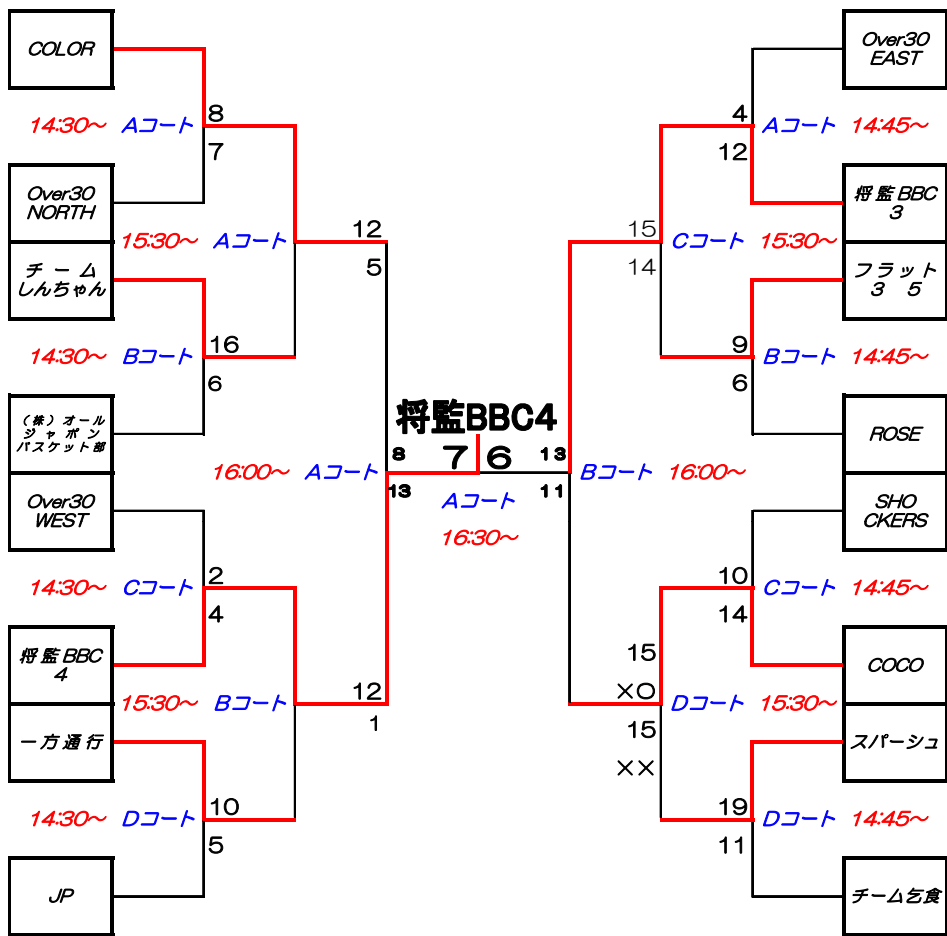 COLOR
14:30～ Aコート
8
7
Over30
NORTH
15:30～ Aコート
12
5
チーム
しんちゃん
14:30～ Bコート
16
6
（株）オール
ジャポン
バスケット部
16:00～ Aコート
8
13
Over30
WEST
14:30～ Cコート
2
4
将監BBC
4
15:30～ Bコート
12
1
一方通行
14:30～ Dコート
10
5
JP
将監BBC4
7 6
Aコート
16:30～
Over30
EAST
4
12
Aコート 14:45～
将監BBC
3
15
14
Cコート 15:30～
フラット
3 5
9
6
Bコート 14:45～
ROSE
13
11
Bコート 16:00～
SHO
CKERS
10
14
Cコート 14:45～
COCO
15
×O
15
××
Dコート 15:30～
スパーシュ
19
11
Dコート 14:45～
チーム乞食